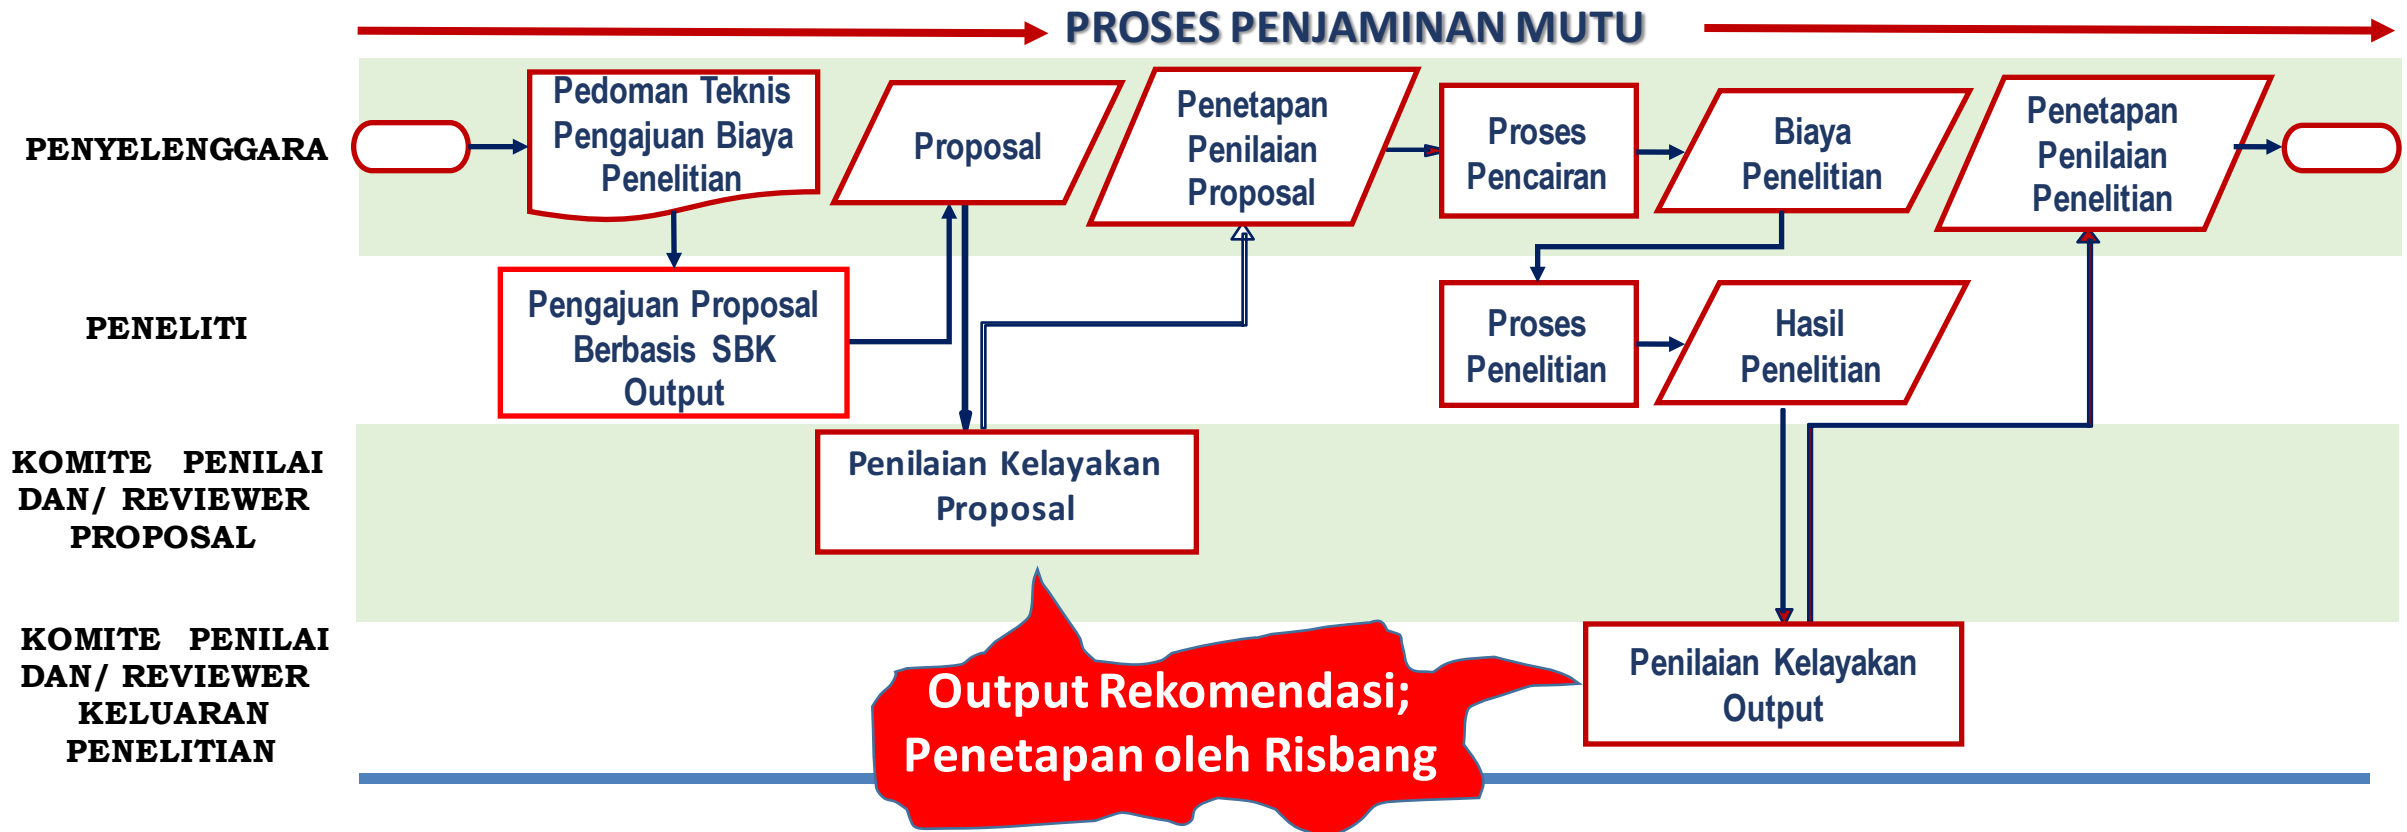 PROSES PENJAMINAN MUTU
PENYELENGGARA
Pedoman Teknis
Pengajuan Biaya
Penelitian
Proposal
Penetapan
Penilaian
Proposal
Proses
Pencairan
Biaya
Penelitian
Penetapan
Penilaian
Penelitian
PENELITI
Pengajuan Proposal
Berbasis SBK
Output
Proses
Penelitian
Hasil
Penelitian
KOMITE PENILAI
DAN/ REVIEWER
PROPOSAL
Penilaian Kelayakan
Proposal
KOMITE PENILAI
DAN/ REVIEWER
KELUARAN
PENELITIAN
Output Rekomendasi;
Penetapan oleh Risbang
Penilaian Kelayakan
Output